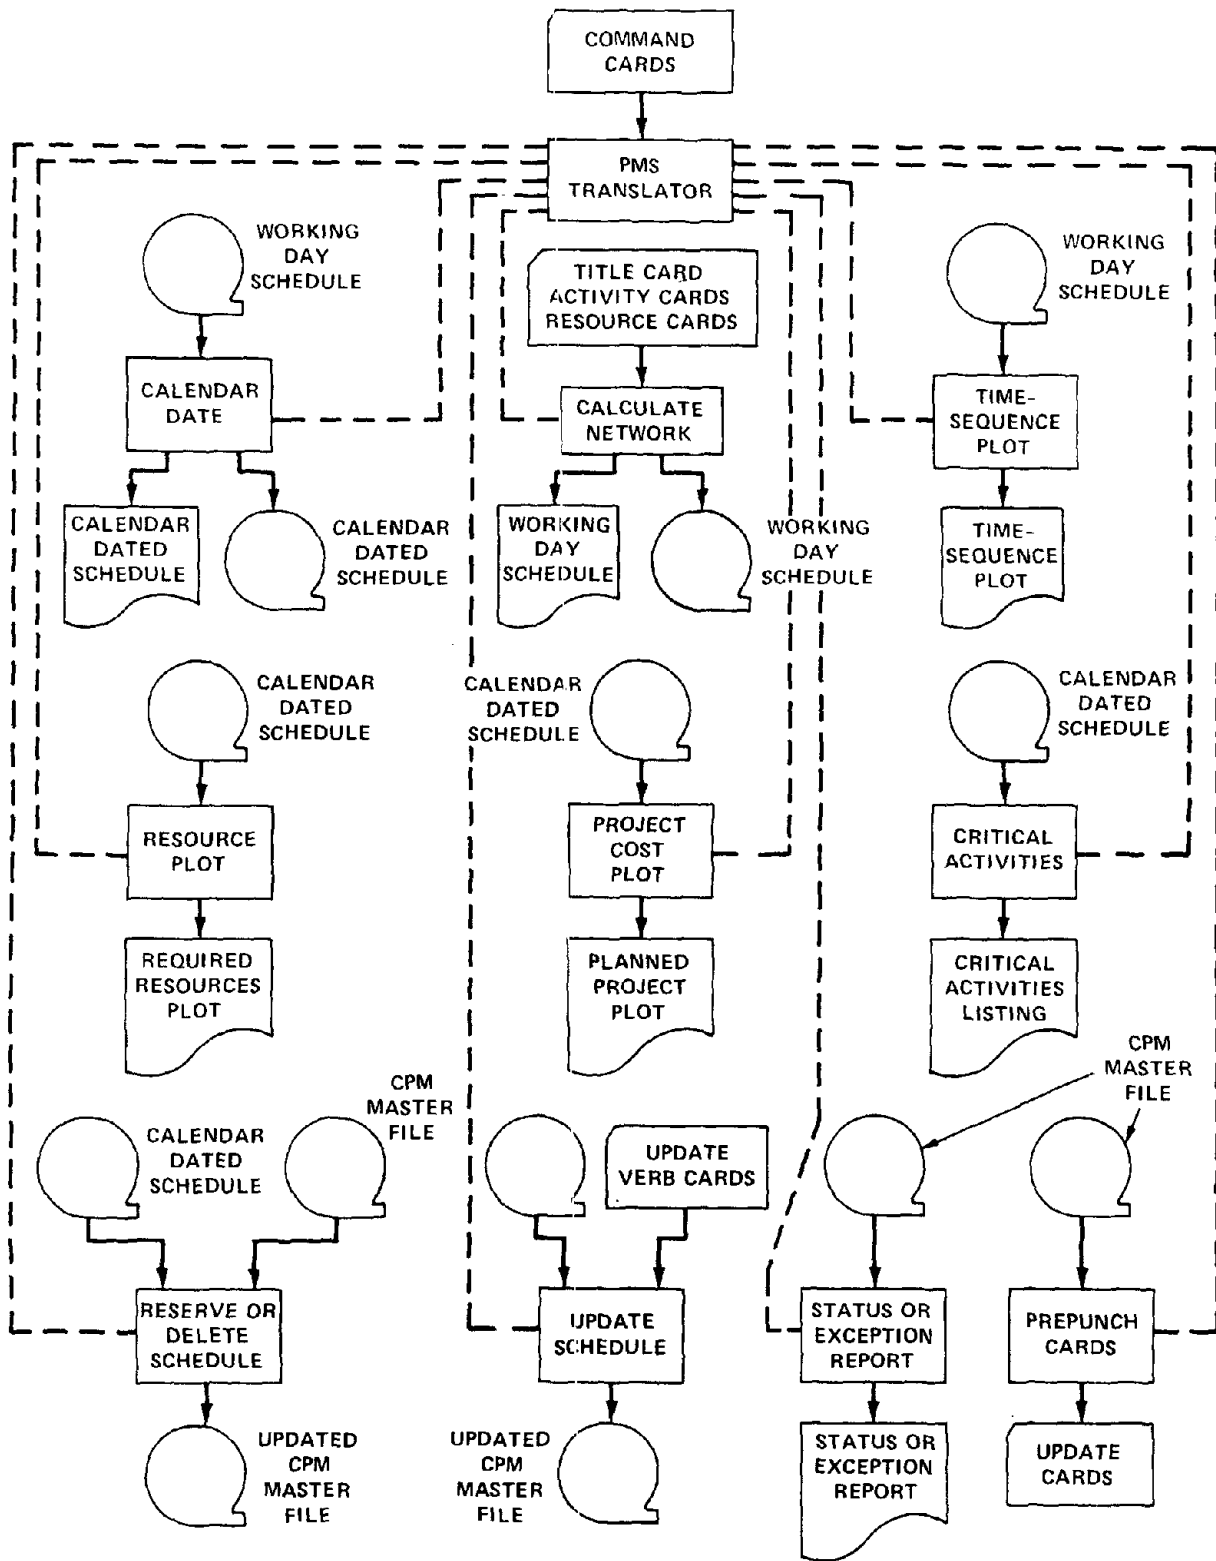 COMMAND
CARDS
PMS
TRANSLATOR
WORKING
DAY
SCHEDULE
TITLE CARD
ACTIVITY CARDS
RESOURCE CARDS
WORKING
DAY
SCHEDULE
CALENDAR
DATE
CALCULATE
NETWORK
TIME-
SEQUENCE
PLOT
CALENDAR
DATED
SCHEDULE
CALENDAR
DATED
SCHEDULE
WORKING
DAY
SCHEDULE
WORKING
DAY
SCHEDULE
TIME-
SEQUENCE
PLOT
CALENDAR
DATED
SCHEDULE
CALENDAR
DATED
SCHEDULE
CALENDAR
DATED
SCHEDULE
RESOURCE
PLOT
PROJECT
COST
PLOT
CRITICAL
ACTIVITIES
REQUIRED
RESOURCES
PLOT
PLANNED
PROJECT
PLOT
CRITICAL
ACTIVITIES
LISTING
CALENDAR
DATED
SCHEDULE
CPM
MASTER
FILE
UPDATE
VERB CARDS
CPM
MASTER
FILE
RESERVE OR
DELETE
SCHEDULE
UPDATE
SCHEDULE
STATUS OR
EXCEPTION
REPORT
PREPUNCH
CARDS
UPDATED
CPM
MASTER
FILE
UPDATED
CPM
MASTER
FILE
STATUS OR
EXCEPTION
REPORT
UPDATE
CARDS